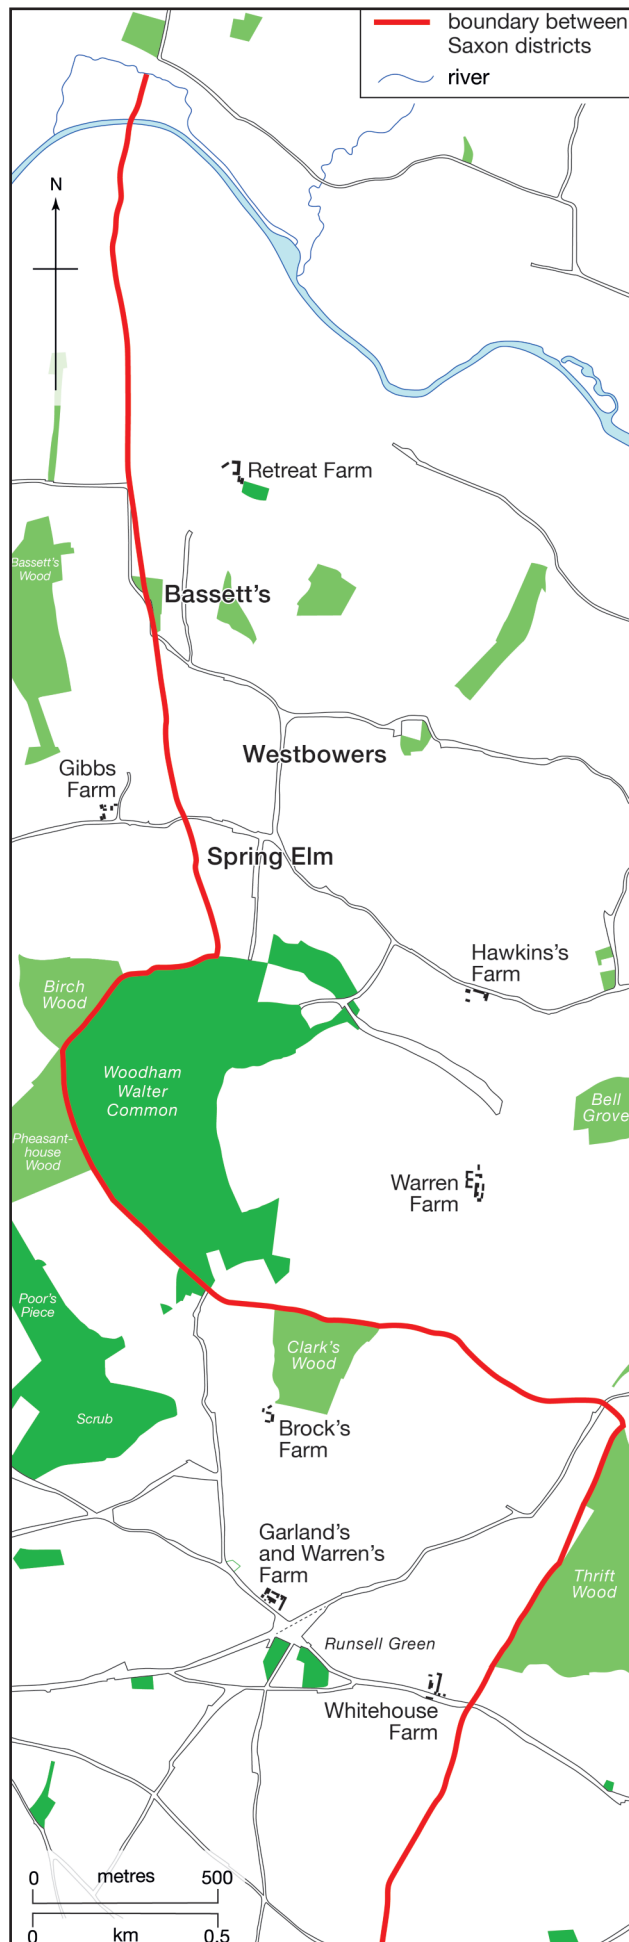 boundary between
Saxon districts
river
N
Retreat Farm
Bassett's
Wood
Bassett's
Westbowers
Gibbs
Farm
Spring Elm
Hawkins's
Farm
Birch
Wood
Woodham
Walter
Common
Bell
Grove
Pheasant-
house
Wood
Warren
Farm
Poor's
Piece
Clark's
Wood
Scrub
Brock's
Farm
Garland's
and Warren's
Farm
Thrift
Wood
Runsell Green
Whitehouse
Farm
0 metres 500
0 km 0.5